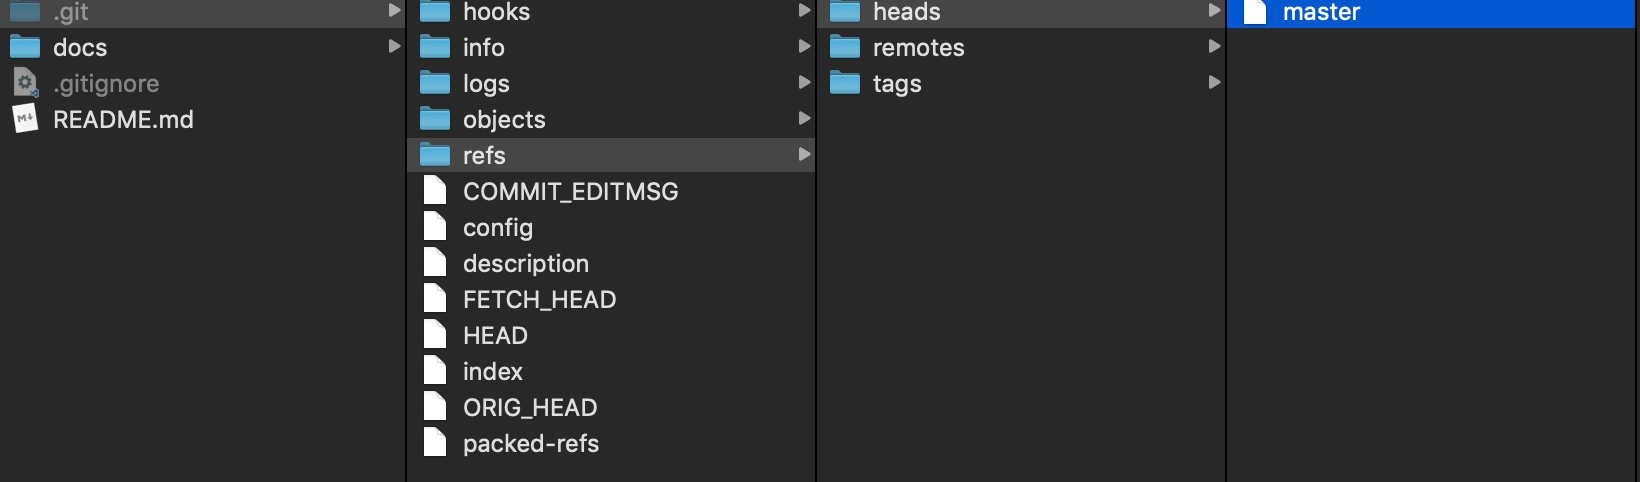 .git
docs
.gitignore
README.md
hooks
info
logs
objects
refs
COMMIT_EDITMSG
config
description
FETCH_HEAD
HEAD
index
ORIG_HEAD
packed-refs
heads
remotes
tags
master